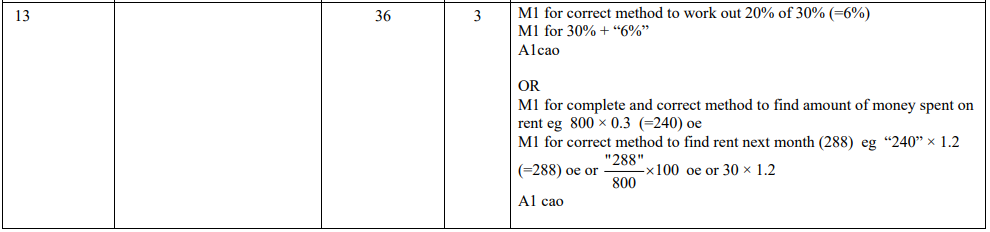 13 36 3 M1 for correct method to work out 20% of 30% (=6%)
M1 for 30% + “6%”
A1cao
OR
M1 for complete and correct method to find amount of money spent on
rent eg 800 × 0.3 (=240) oe
M1 for correct method to find rent next month (288) eg “240” × 1.2
(=288) oe or "288"/800 ×100 oe or 30 × 1.2
A1 cao